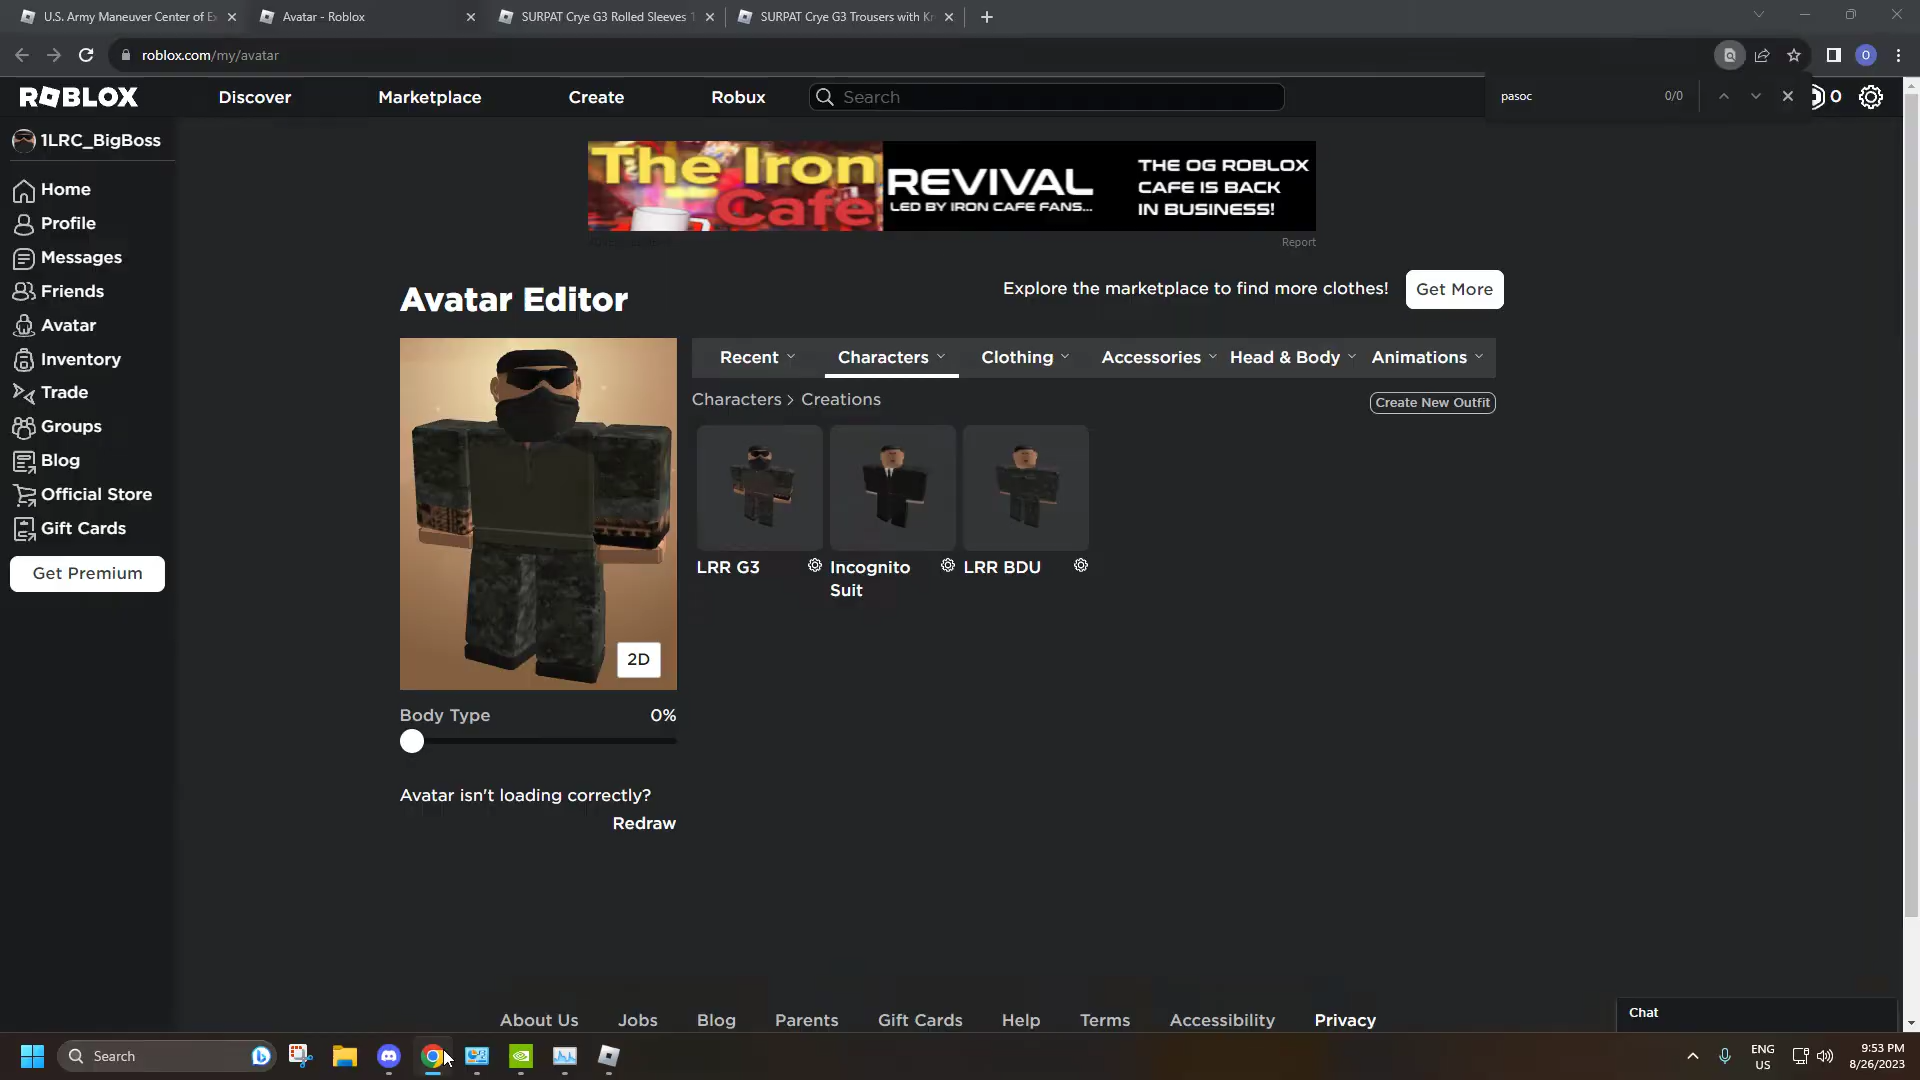 U.S. Army Maneuver Center of E
Avatar - Roblox
SURPAT Crye G3 Rolled Sleeves
SURPAT Crye G3 Trousers with Kn
roblox.com/my/avatar
O
ROBLOX
Discover
Marketplace
Create
Robux
Search
pasoc
0/0
0
1LRC_BigBoss
Home
Profile
Messages
Friends
Avatar
Inventory
Trade
Groups
Blog
Official Store
Gift Cards
Get Premium
The Iron
Cafe
REVIVAL
LED BY IRON CAFE FANS...
THE OG ROBLOX
CAFE IS BACK
IN BUSINESS!
Report
Avatar Editor
Explore the marketplace to find more clothes!
Get More
Recent
Characters
Clothing
Accessories
Head & Body
Animations
Characters > Creations
Create New Outfit
LRR G3
Incognito
Suit
LRR BDU
2D
Body Type
0%
Avatar isn't loading correctly?
Redraw
About Us
Jobs
Blog
Parents
Gift Cards
Help
Terms
Accessibility
Privacy
Chat
Search
ENG
US
9:53 PM
8/26/2023